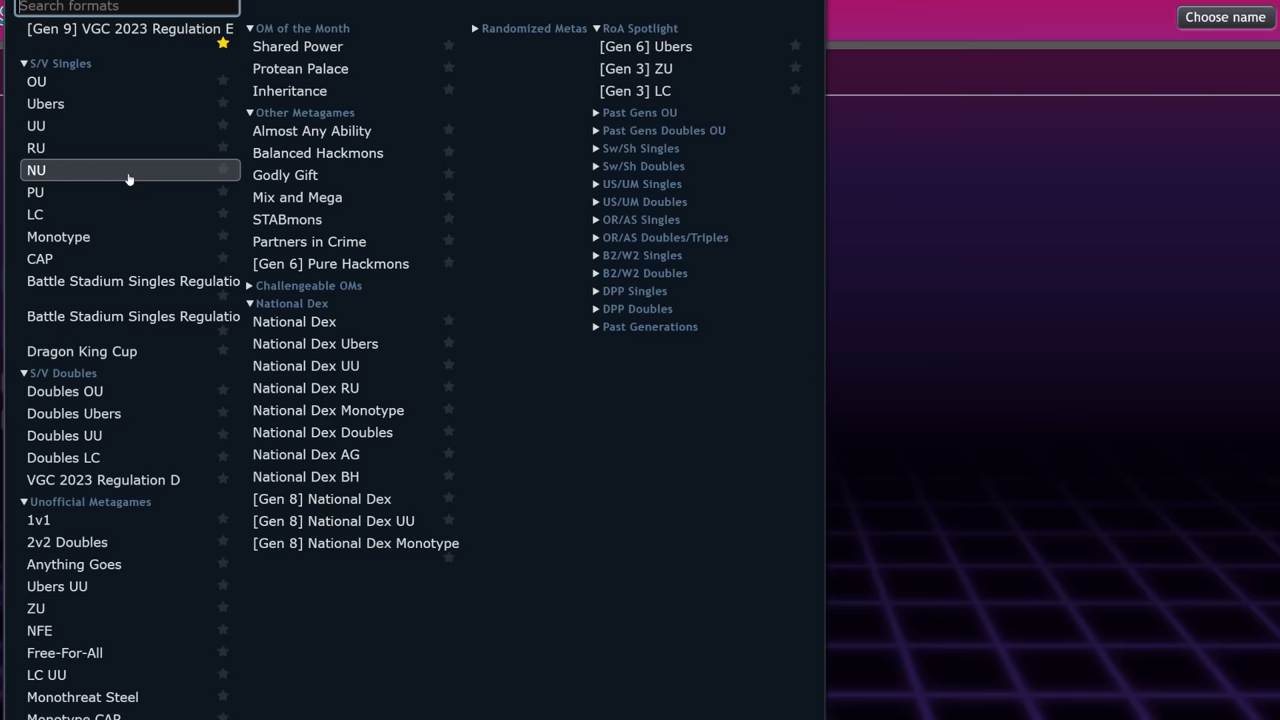 Search formats
Choose name
[Gen 9] VGC 2023 Regulation E
S/V Singles
OU
Ubers
UU
RU
NU
PU
LC
Monotype
CAP
Battle Stadium Singles Regulatio
Battle Stadium Singles Regulatio
Dragon King Cup
S/V Doubles
Doubles OU
Doubles Ubers
Doubles UU
Doubles LC
VGC 2023 Regulation D
Unofficial Metagames
1v1
2v2 Doubles
Anything Goes
Ubers UU
ZU
NFE
Free-For-All
LC UU
Monothreat Steel
Monotype CAP
OM of the Month
Shared Power
Protean Palace
Inheritance
Other Metagames
Almost Any Ability
Balanced Hackmons
Godly Gift
Mix and Mega
STABmons
Partners in Crime
[Gen 6] Pure Hackmons
Challengeable OMs
National Dex
National Dex
National Dex Ubers
National Dex UU
National Dex RU
National Dex Monotype
National Dex Doubles
National Dex AG
National Dex BH
[Gen 8] National Dex
[Gen 8] National Dex UU
[Gen 8] National Dex Monotype
Randomized Metas
RoA Spotlight
[Gen 6] Ubers
[Gen 3] ZU
[Gen 3] LC
Past Gens OU
Past Gens Doubles OU
Sw/Sh Singles
Sw/Sh Doubles
US/UM Singles
US/UM Doubles
OR/AS Singles
OR/AS Doubles/Triples
B2/W2 Singles
B2/W2 Doubles
DPP Singles
DPP Doubles
Past Generations